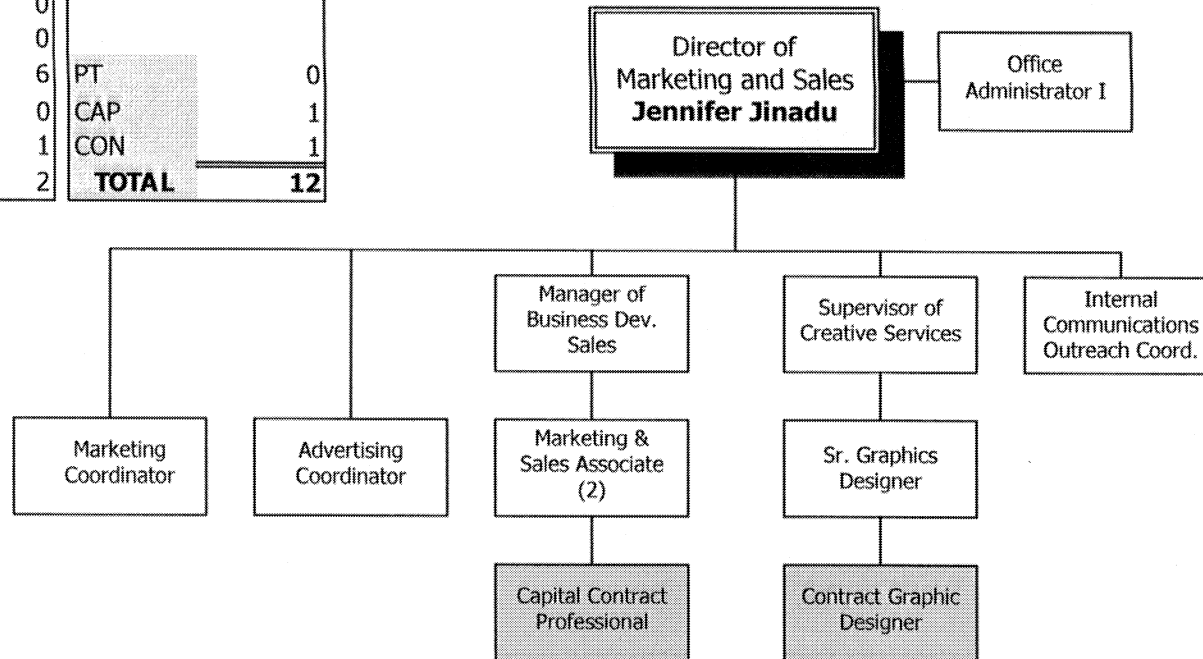 0
0
6 PT 0
0 CAP 1
1 CON 1
2 TOTAL 12
Director of
Marketing and Sales
Jennifer Jinadu
Office
Administrator I
Manager of
Business Dev.
Sales
Supervisor of
Creative Services
Internal
Communications
Outreach Coord.
Marketing
Coordinator
Advertising
Coordinator
Marketing &
Sales Associate
(2)
Sr. Graphics
Designer
Capital Contract
Professional
Contract Graphic
Designer